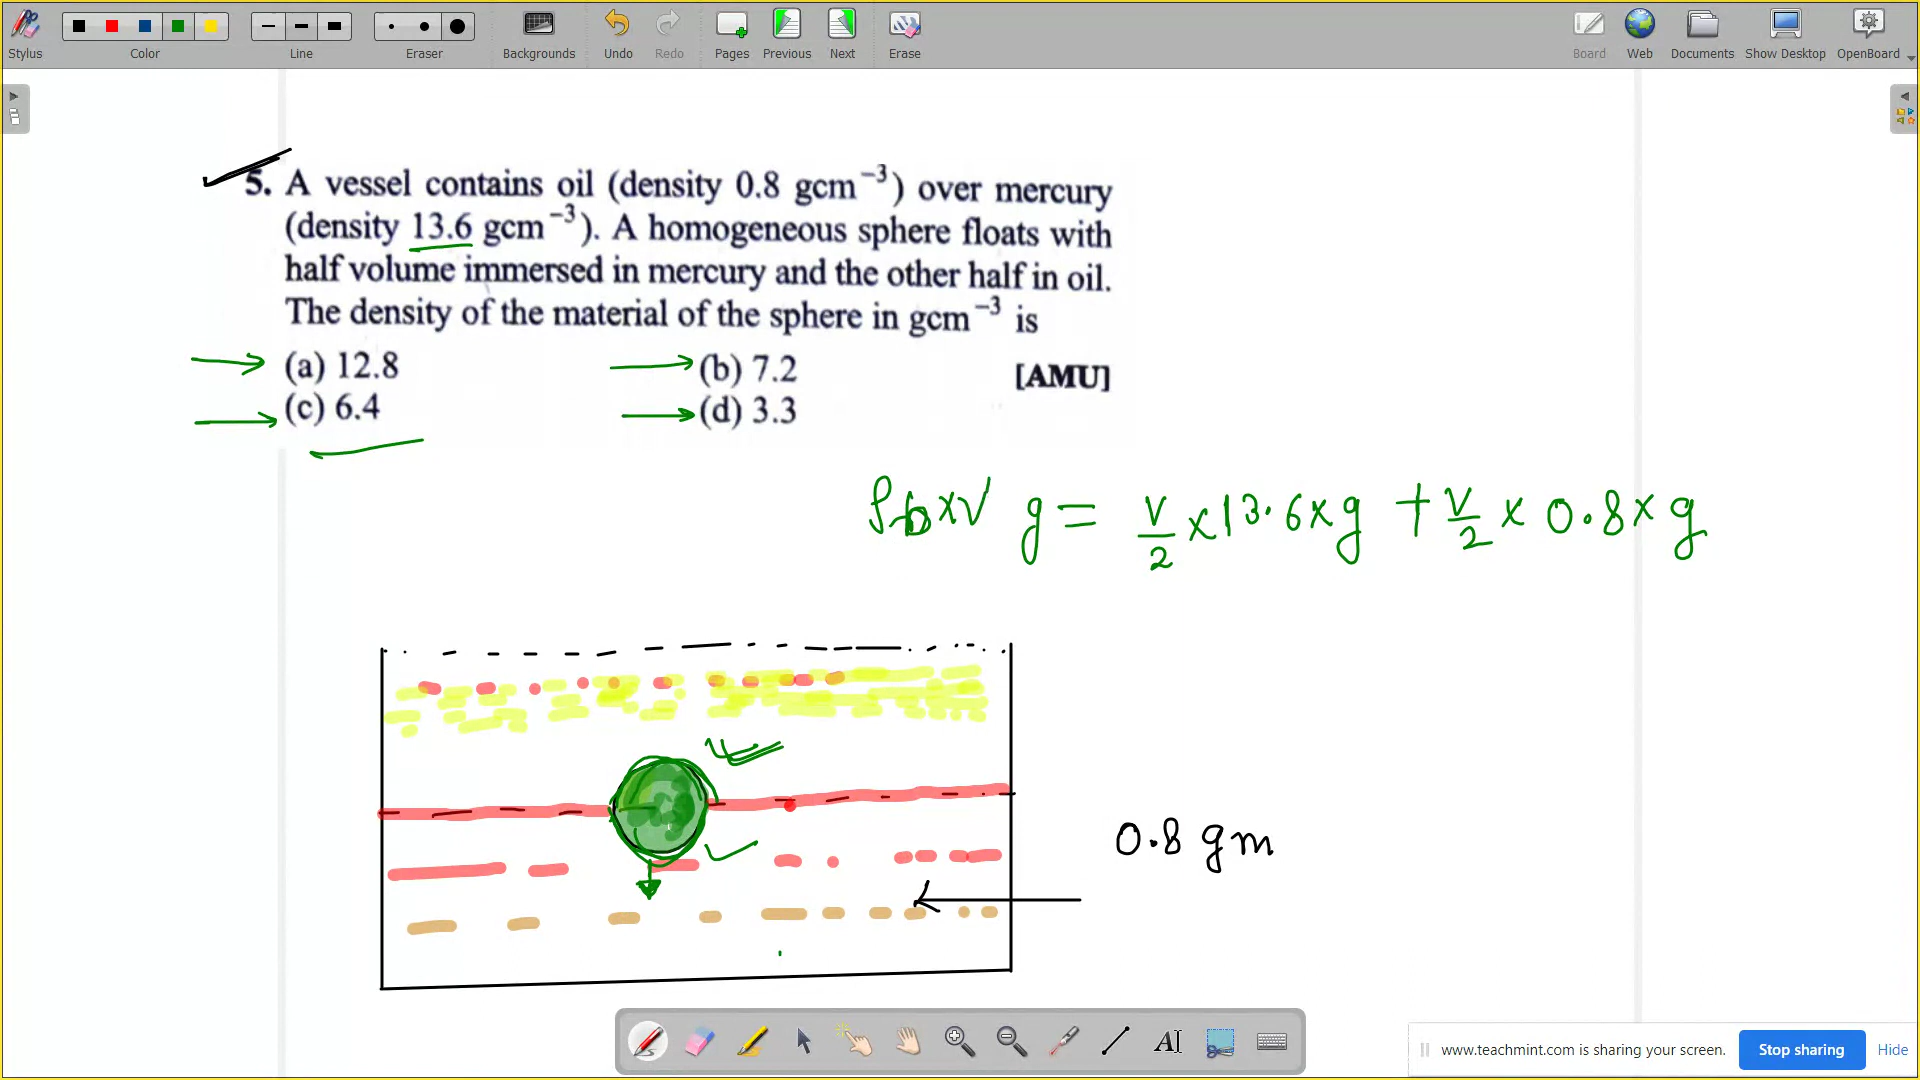 Stylus
Color
Line
Eraser
Backgrounds
Undo
Redo
Pages
Previous
Next
Erase
Board
Web
Documents
Show Desktop
OpenBoard
5. A vessel contains oil (density 0.8 gcm⁻³) over mercury
(density 13.6 gcm⁻³). A homogeneous sphere floats with
half volume immersed in mercury and the other half in oil.
The density of the material of the sphere in gcm⁻³ is
(a) 12.8 (b) 7.2 [AMU]
(c) 6.4 (d) 3.3
ρb×V g = V/2 × 13.6 × g + V/2 × 0.8 × g
0.8 gm
www.teachmint.com is sharing your screen. Stop sharing Hide